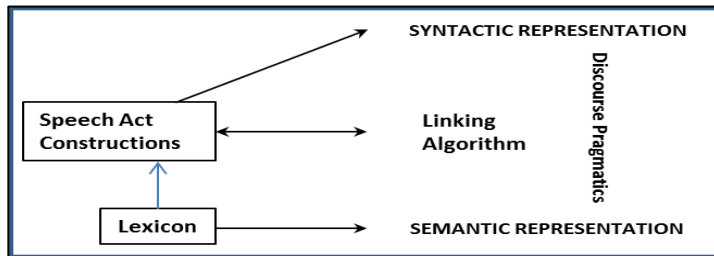 SYNTACTIC REPRESENTATION
Speech Act
Constructions
Linking
Algorithm
Discourse Pragmatics
Lexicon
SEMANTIC REPRESENTATION